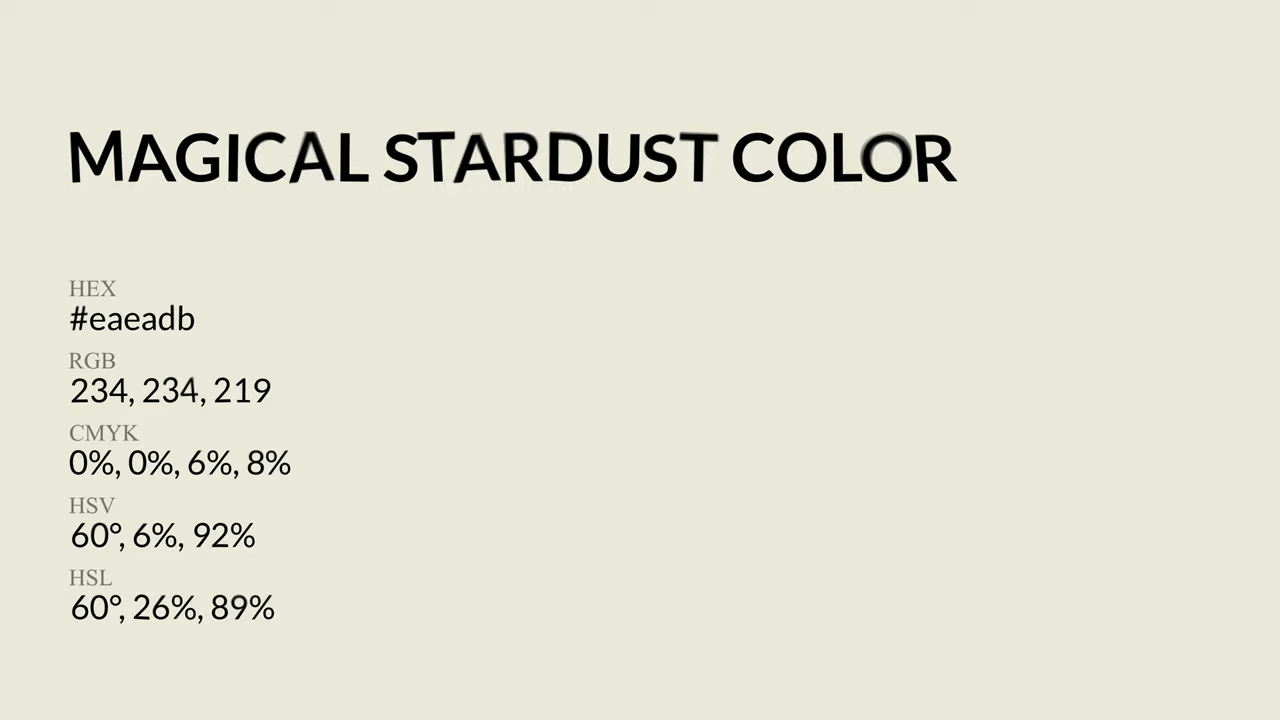 MAGICAL STARDUST COLOR
HEX
#eaeadb
RGB
234, 234, 219
CMYK
0%, 0%, 6%, 8%
HSV
60°, 6%, 92%
HSL
60°, 26%, 89%